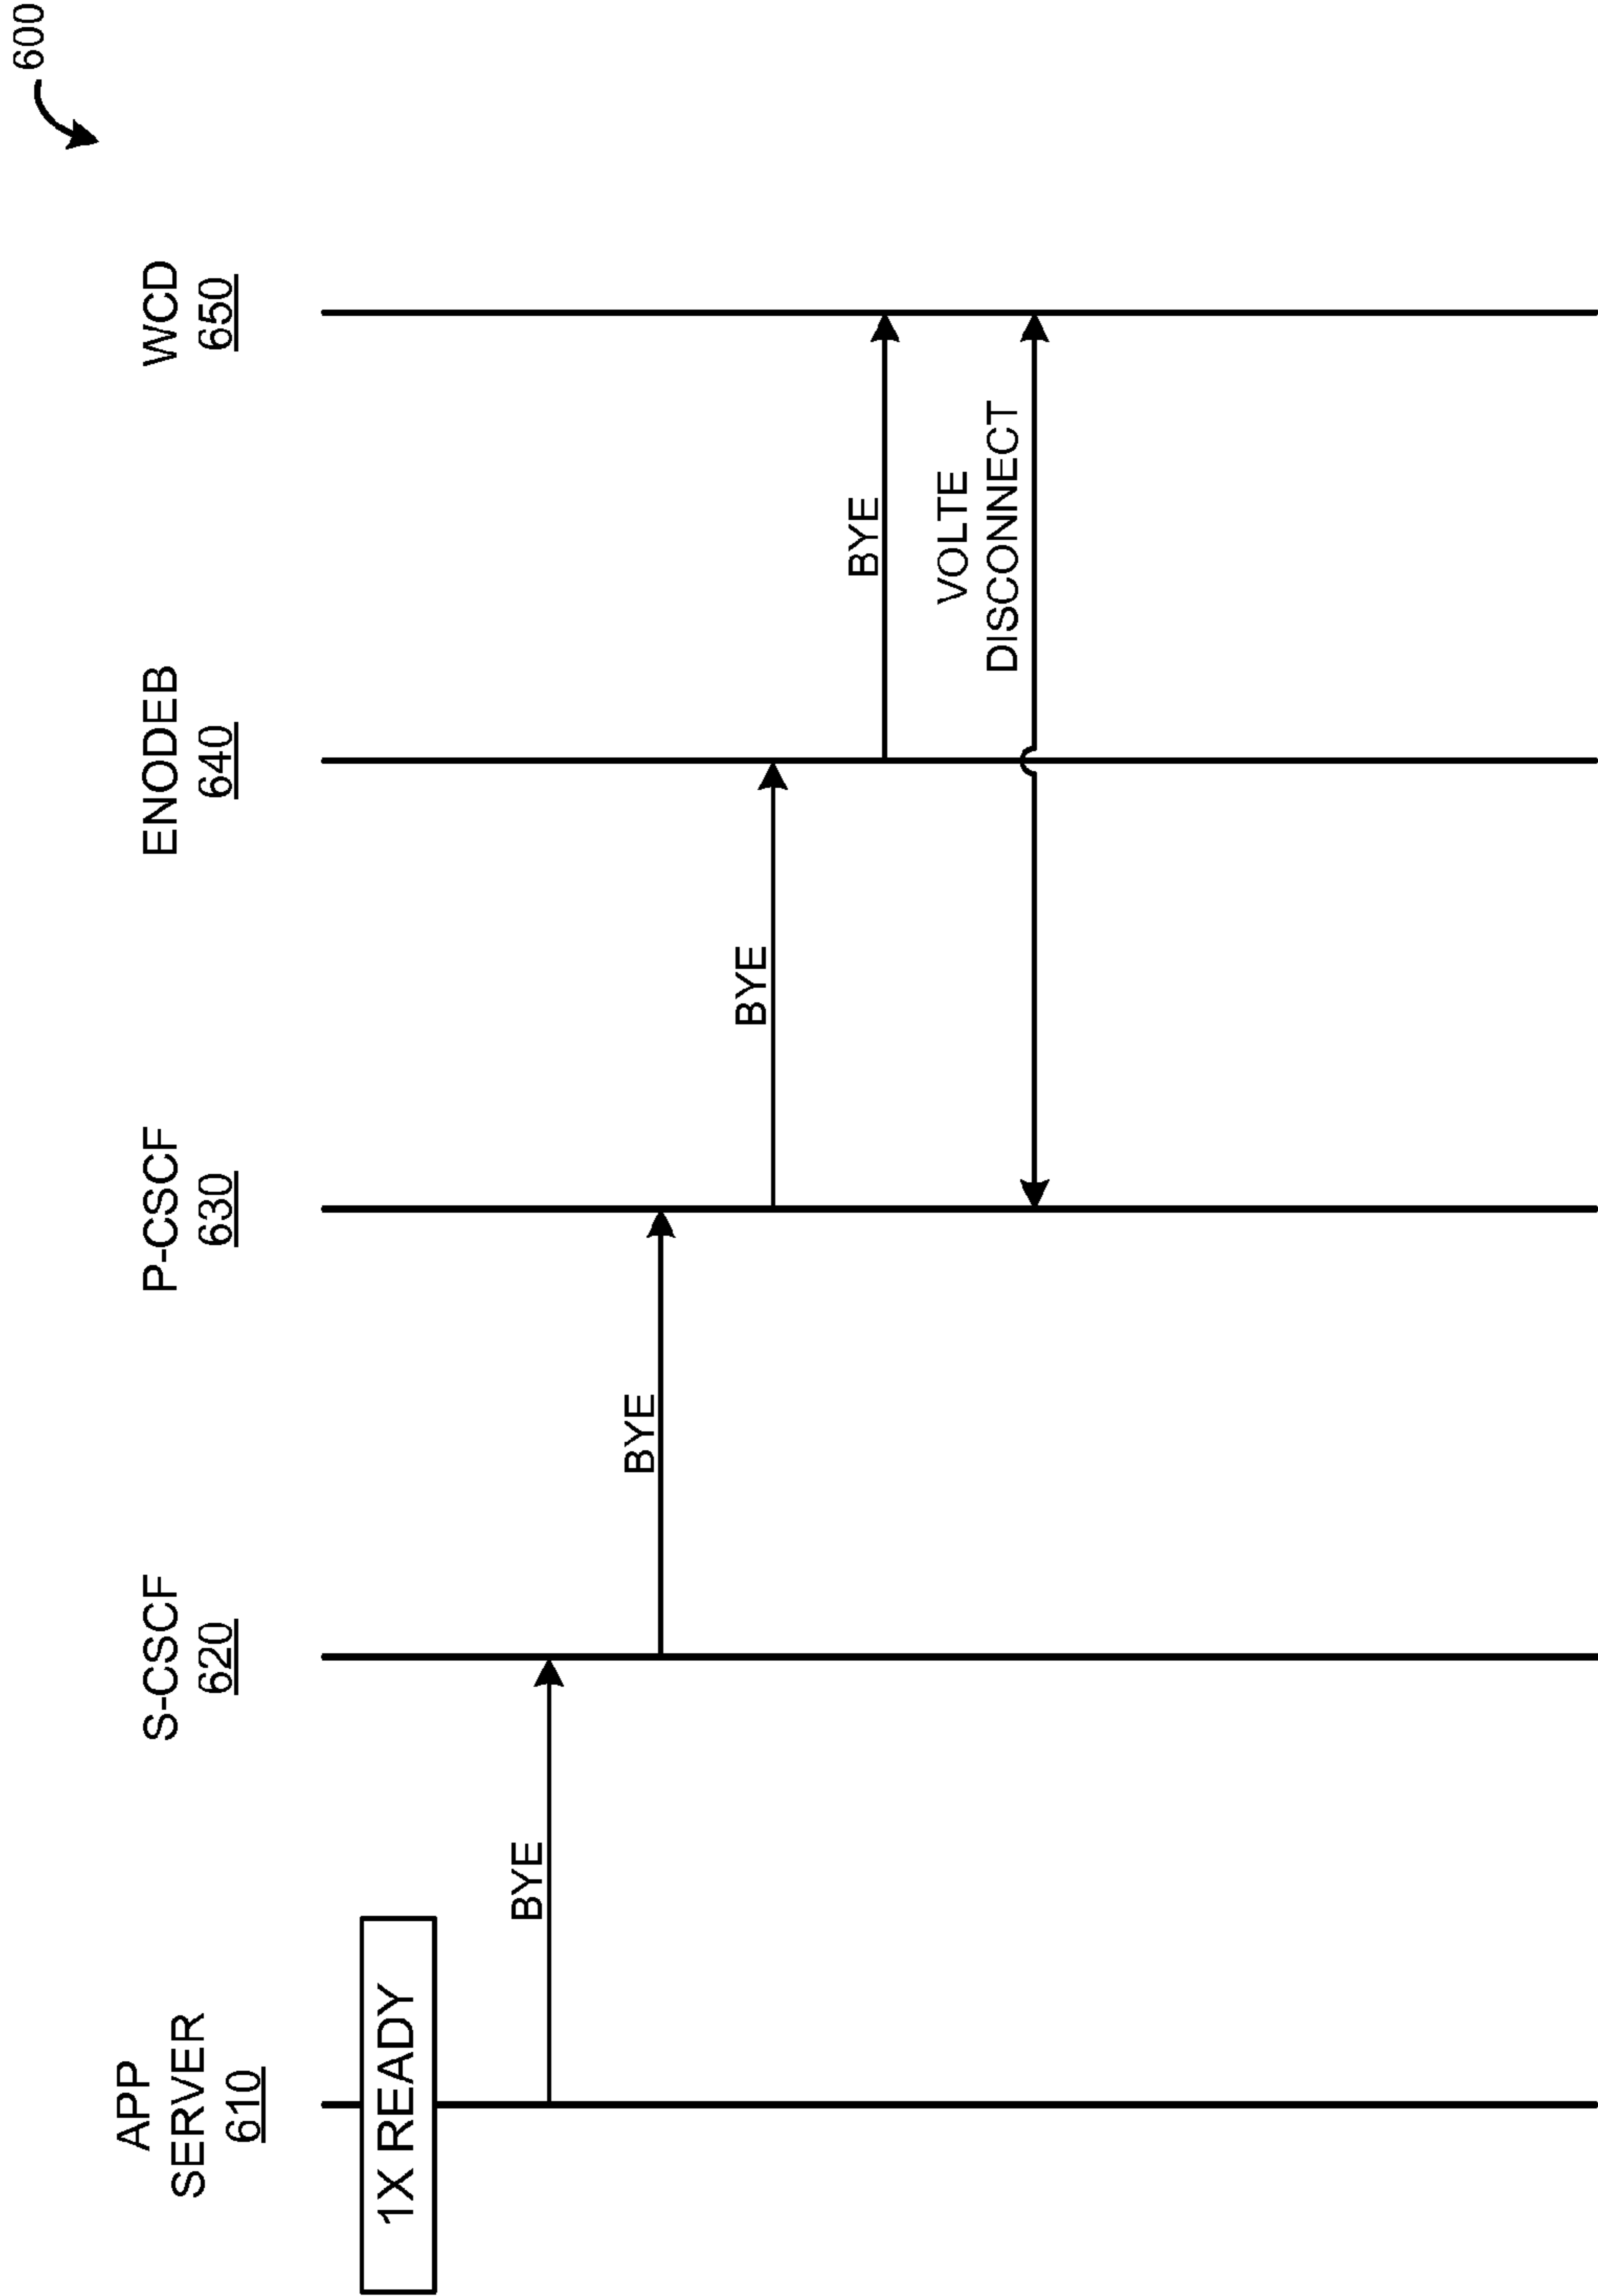 600
APP
SERVER
610
S-CSCF
620
P-CSCF
630
ENODEB
640
WCD
650
1X READY
BYE
BYE
BYE
BYE
VOLTE
DISCONNECT